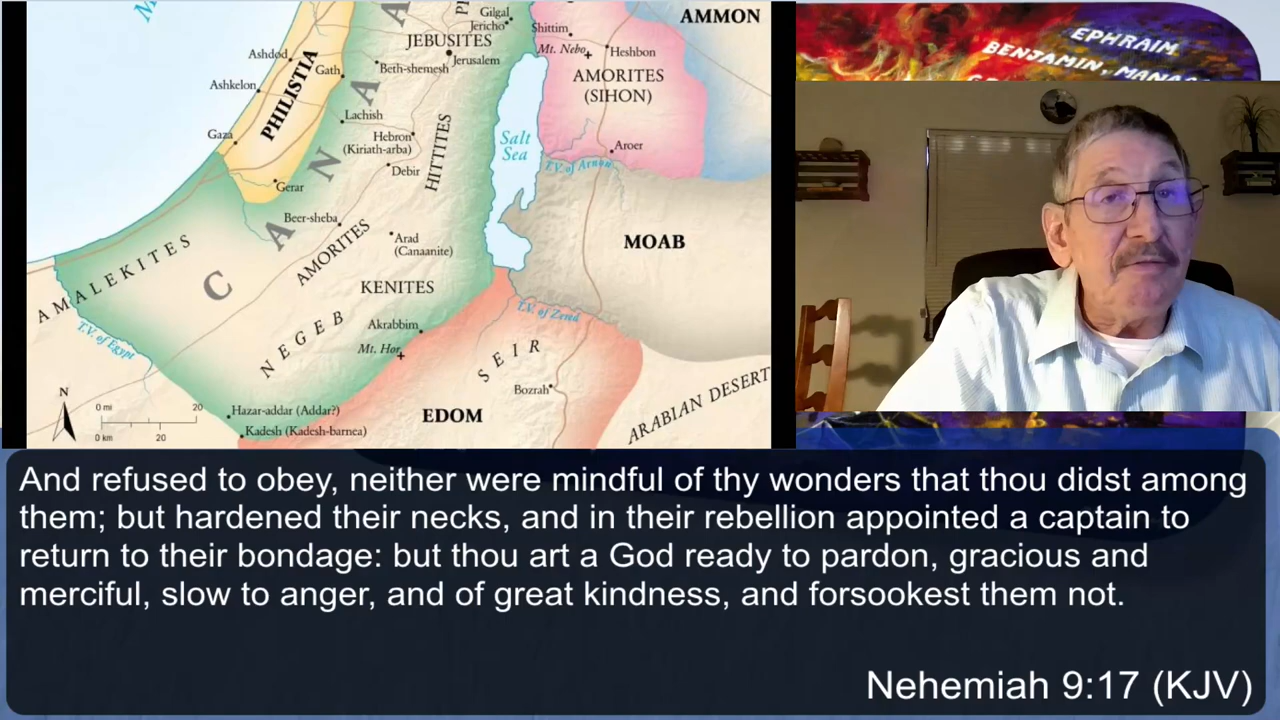 AMMON
Gilgal
Jericho
Shittim
JEBUSITES
Mt. Nebo
Heshbon
Ashdod
Jerusalem
Gath
Beth-shemesh
AMORITES
(SIHON)
Ashkelon
PHILISTIA
Lachish
Gaza
Hebron
(Kiriath-arba)
HITTITES
Salt
Sea
Aroer
T.V. of Arnon
Debir
Gerar
Beer-sheba
CANA
AMORITES
Arad
(Canaanite)
MOAB
AMALEKITES
KENITES
T.V. of Zered
T.V. of Egypt
NEGEB
Akrabbim
Mt. Hor
SEIR
Bozrah
ARABIAN DESERT
N
0 mi 20
0 km 20
Hazar-addar (Addar?)
Kadesh (Kadesh-barnea)
EDOM
EPHRAIM
BENJAMIN, MANAS
And refused to obey, neither were mindful of thy wonders that thou didst among
them; but hardened their necks, and in their rebellion appointed a captain to
return to their bondage: but thou art a God ready to pardon, gracious and
merciful, slow to anger, and of great kindness, and forsookest them not.
Nehemiah 9:17 (KJV)